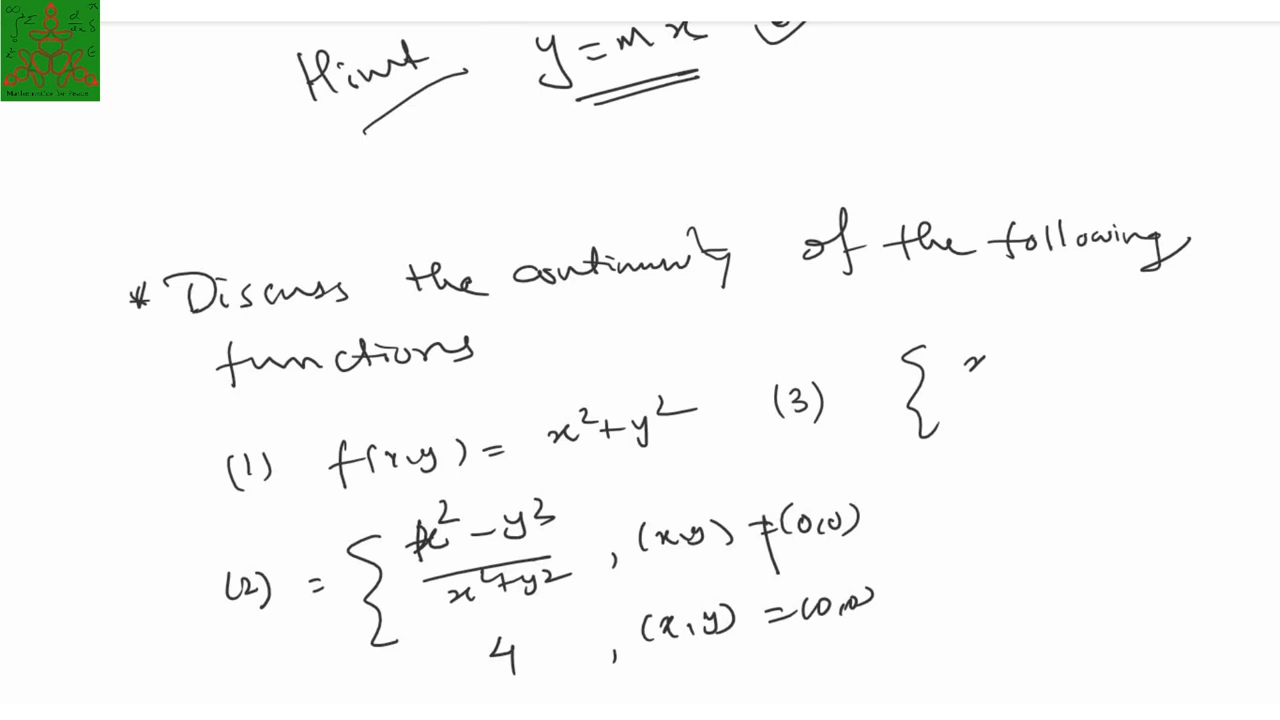 Hint y = mx
* Discuss the continuity of the following
functions
(1) f(x,y) = x²+y² (3) { x
(2) = { x²-y³ / x⁴+y² , (x,y) ≠ (0,0)
4 , (x,y) = (0,0)